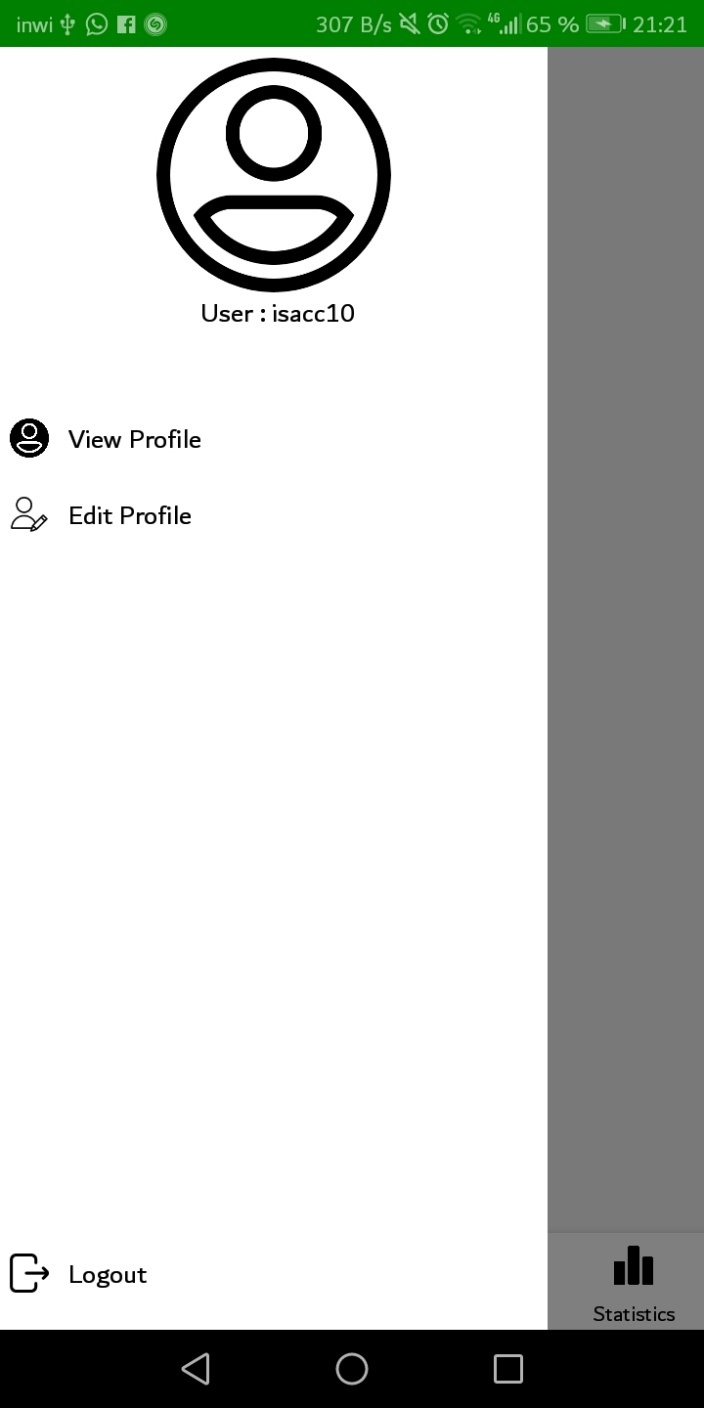 inwi 307 B/s 4G 65 % 21:21
User : isacc10
View Profile
Edit Profile
Logout
Statistics